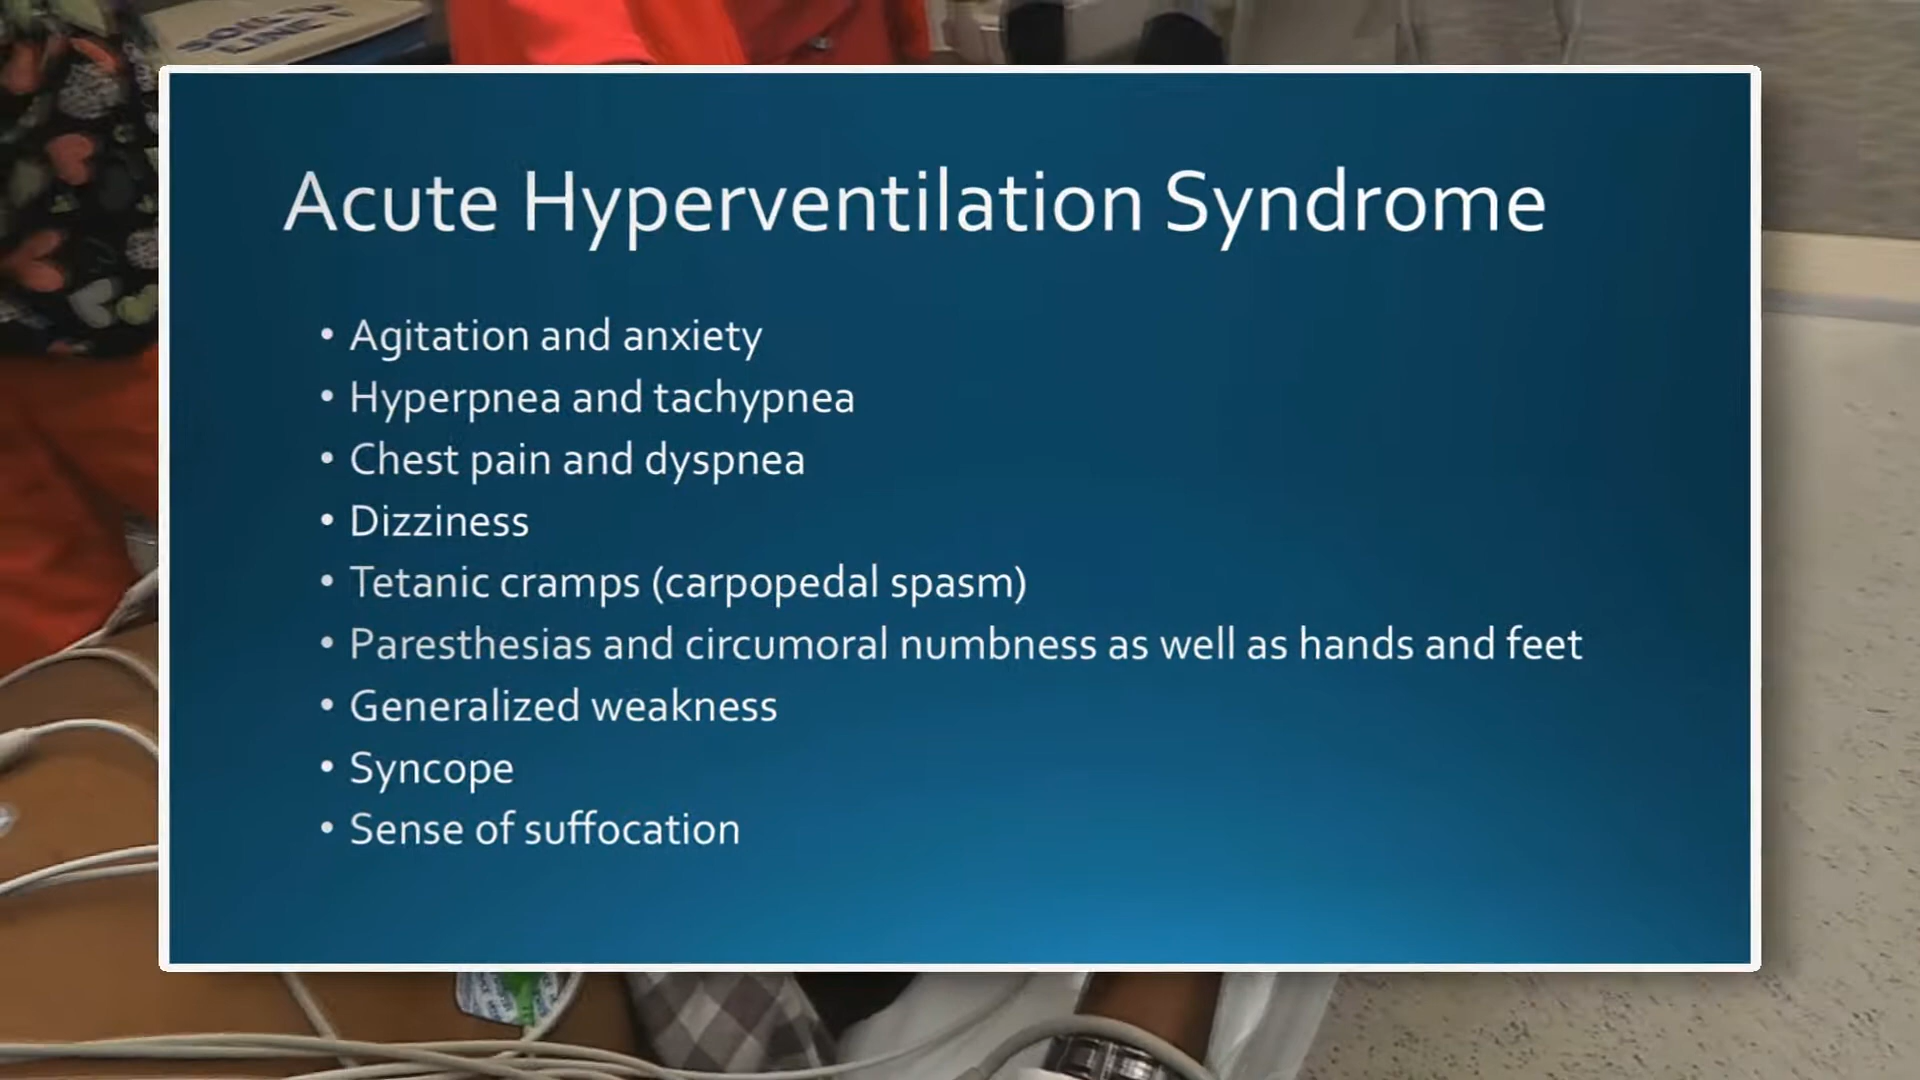 Acute Hyperventilation Syndrome
• Agitation and anxiety
• Hyperpnea and tachypnea
• Chest pain and dyspnea
• Dizziness
• Tetanic cramps (carpopedal spasm)
• Paresthesias and circumoral numbness as well as hands and feet
• Generalized weakness
• Syncope
• Sense of suffocation